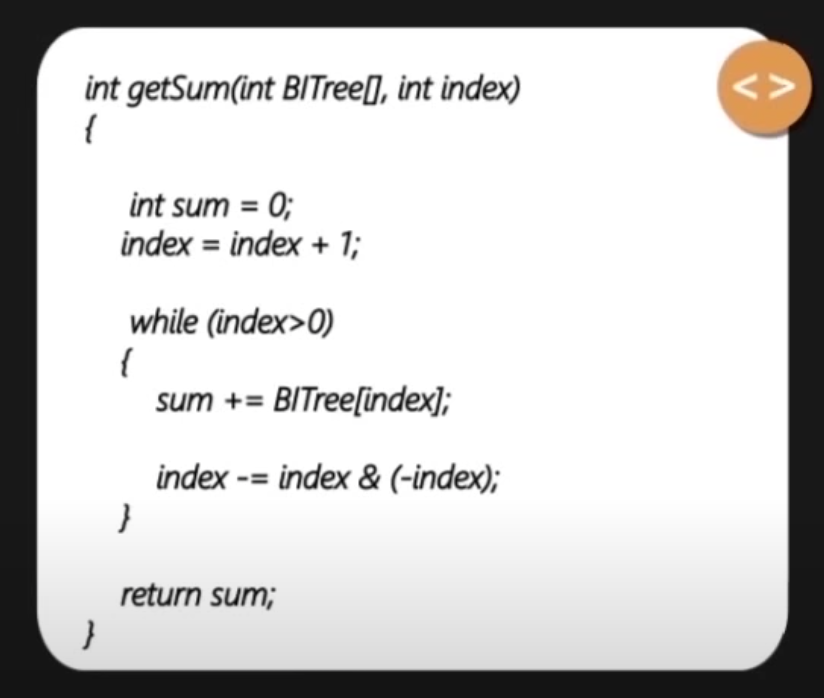 int getSum(int BITree[], int index)
{
int sum = 0;
index = index + 1;
while (index>0)
{
sum += BITree[index];
index -= index & (-index);
}
return sum;
}
< >